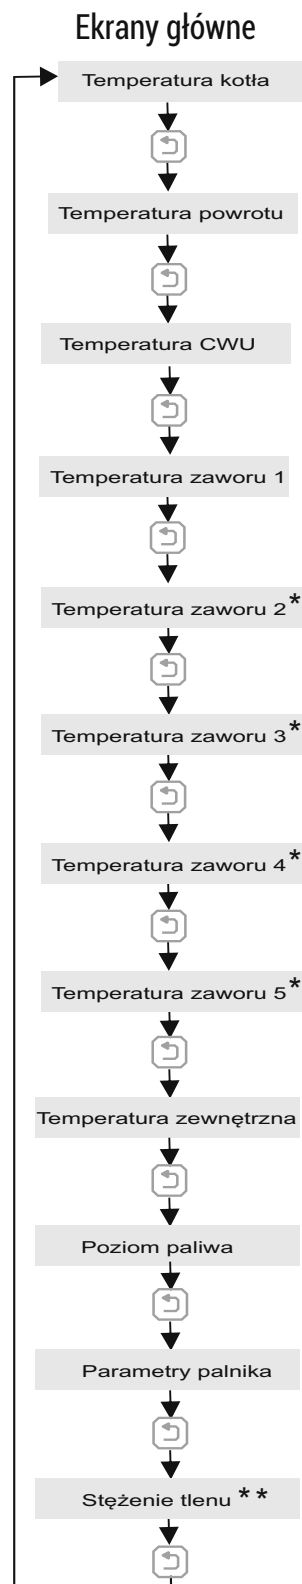 Ekrany główne
Temperatura kotła
Temperatura powrotu
Temperatura CWU
Temperatura zaworu 1
Temperatura zaworu 2*
Temperatura zaworu 3*
Temperatura zaworu 4*
Temperatura zaworu 5*
Temperatura zewnętrzna
Poziom paliwa
Parametry palnika
Stężenie tlenu **